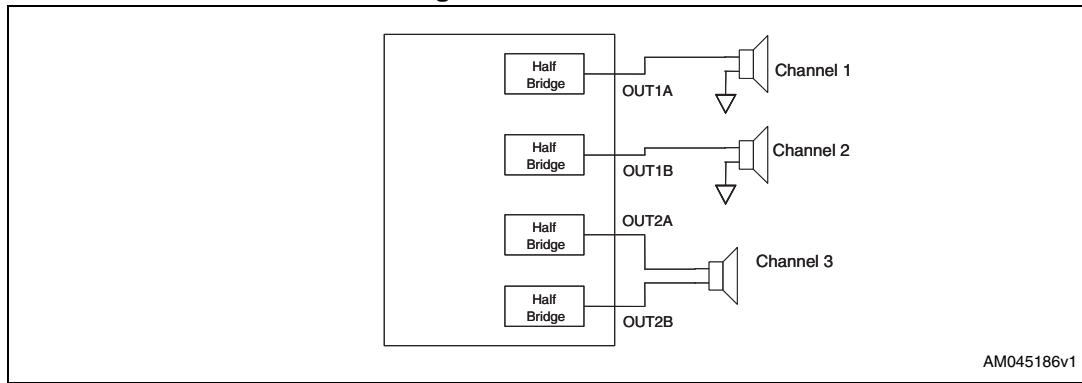 Half
Bridge
OUT1A
Channel 1
Half
Bridge
OUT1B
Channel 2
Half
Bridge
OUT2A
Channel 3
Half
Bridge
OUT2B
AM045186v1